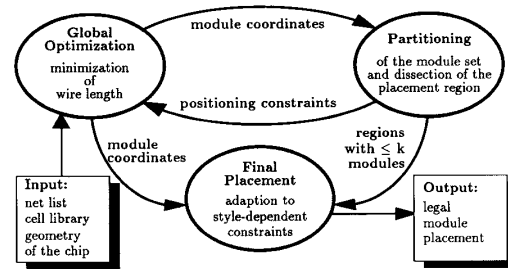 module coordinates
Global
Optimization
minimization
of
wire length
Partitioning
of the module set
and dissection of the
placement region
positioning constraints
module
coordinates
regions
with ≤ k
modules
Final
Placement
adaption to
style-dependent
constraints
Input:
net list
cell library
geometry
of the chip
Output:
legal
module
placement